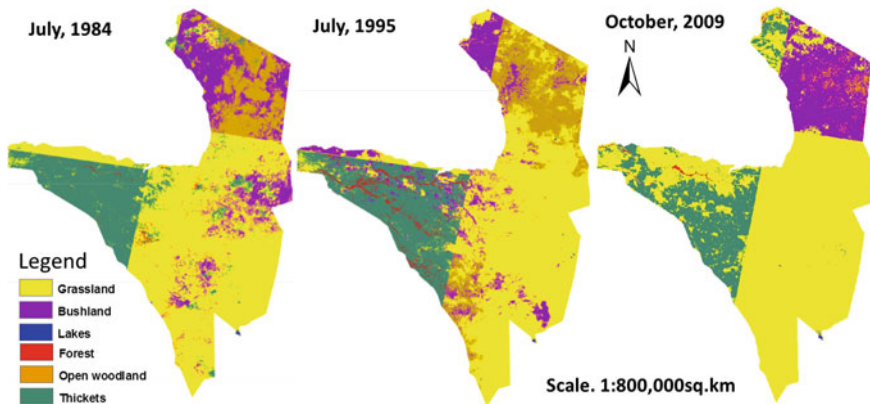 July, 1984
July, 1995
October, 2009
N
Legend
Grassland
Bushland
Lakes
Forest
Open woodland
Thickets
Scale. 1:800,000sq.km